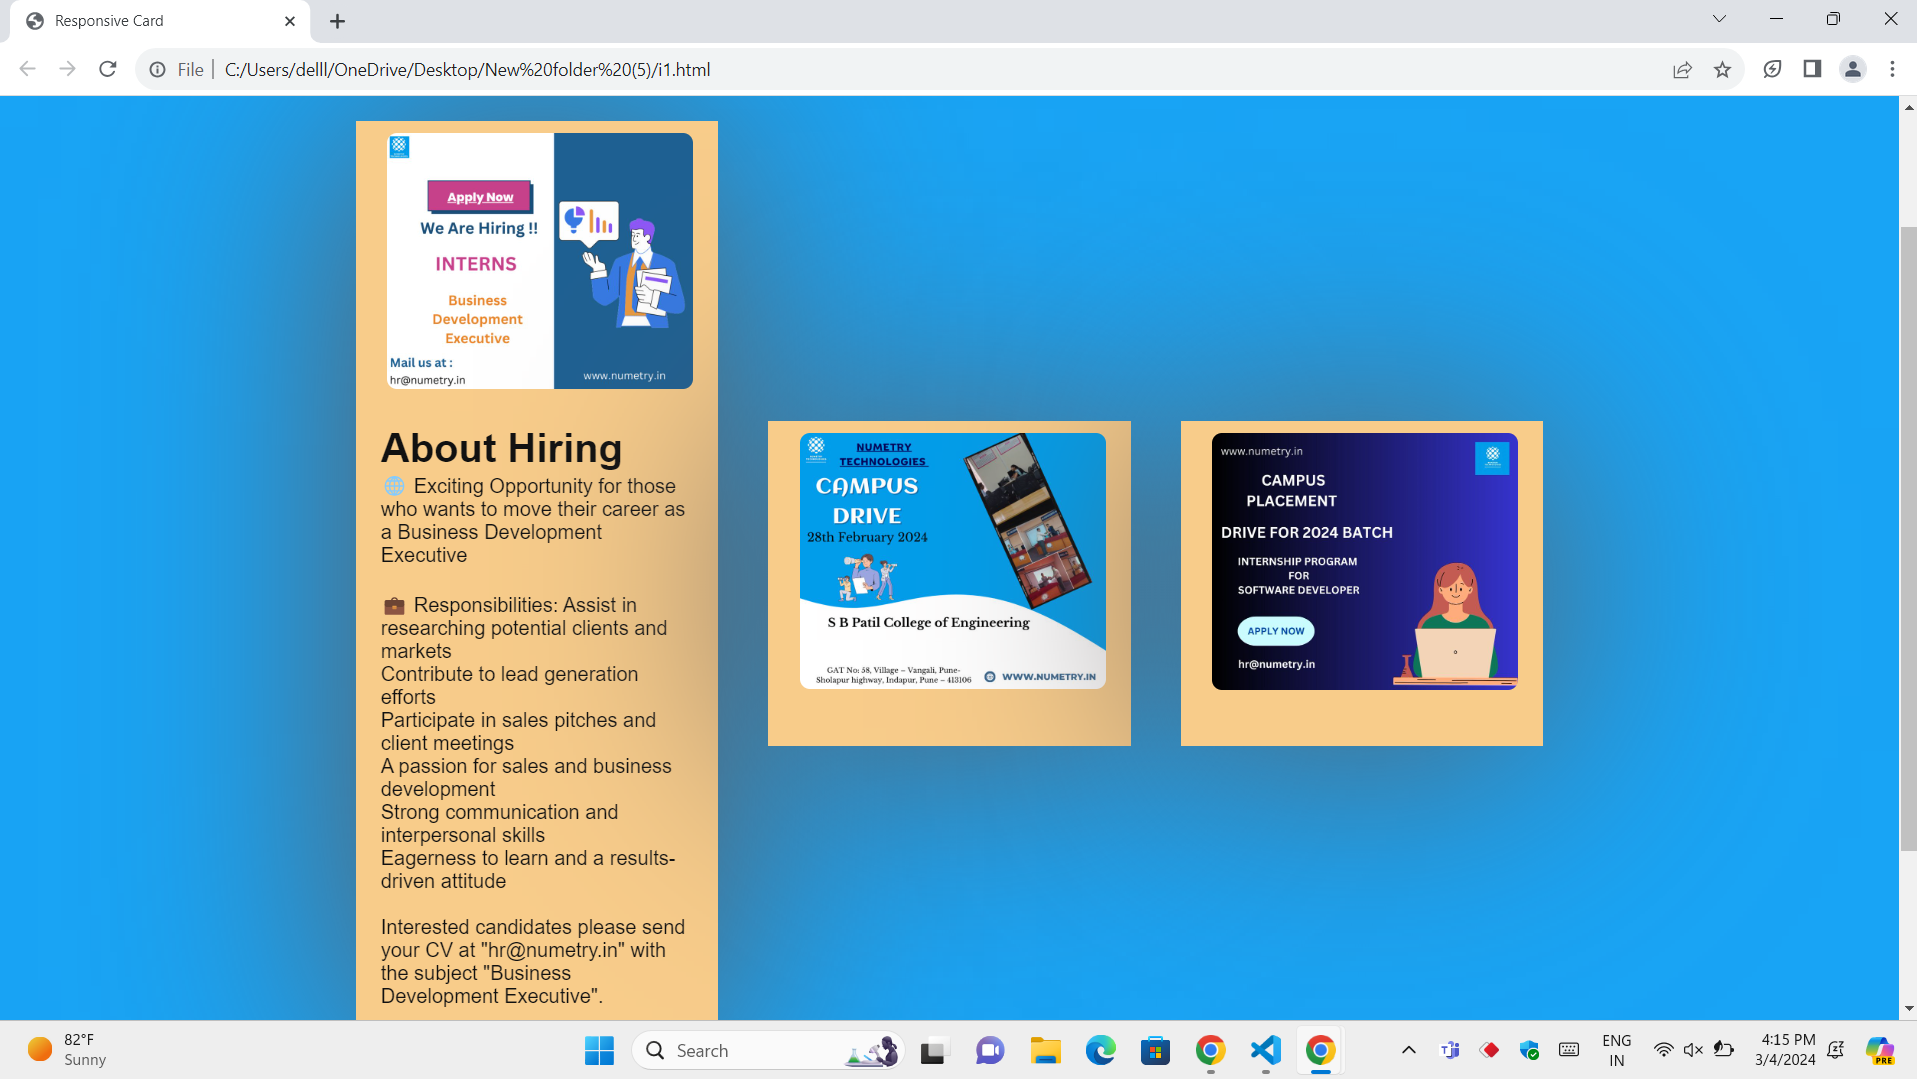 Responsive Card
File
C:/Users/delll/OneDrive/Desktop/New%20folder%20(5)/i1.html
Apply Now
We Are Hiring !!
INTERNS
Business
Development
Executive
Mail us at :
hr@numetry.in
www.numetry.in
About Hiring
Exciting Opportunity for those
who wants to move their career as
a Business Development
Executive
Responsibilities: Assist in
researching potential clients and
markets
Contribute to lead generation
efforts
Participate in sales pitches and
client meetings
A passion for sales and business
development
Strong communication and
interpersonal skills
Eagerness to learn and a results-
driven attitude
Interested candidates please send
your CV at "hr@numetry.in" with
the subject "Business
Development Executive".
NUMETRY
TECHNOLOGIES
CAMPUS
DRIVE
28th February 2024
S B Patil College of Engineering
GAT No: 58, Village – Vangali, Pune-
Sholapur highway, Indapur, Pune – 413106
WWW.NUMETRY.IN
www.numetry.in
CAMPUS
PLACEMENT
DRIVE FOR 2024 BATCH
INTERNSHIP PROGRAM
FOR
SOFTWARE DEVELOPER
APPLY NOW
hr@numetry.in
82°F
Sunny
Search
ENG
IN
4:15 PM
3/4/2024
PRE